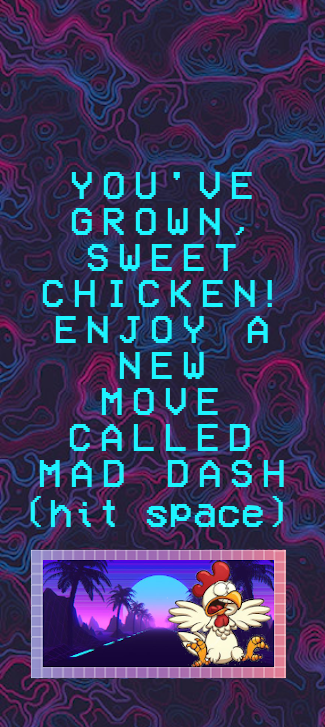 YOU'VE
GROWN,
SWEET
CHICKEN!
ENJOY A
NEW
MOVE
CALLED
MAD DASH
(hit space)